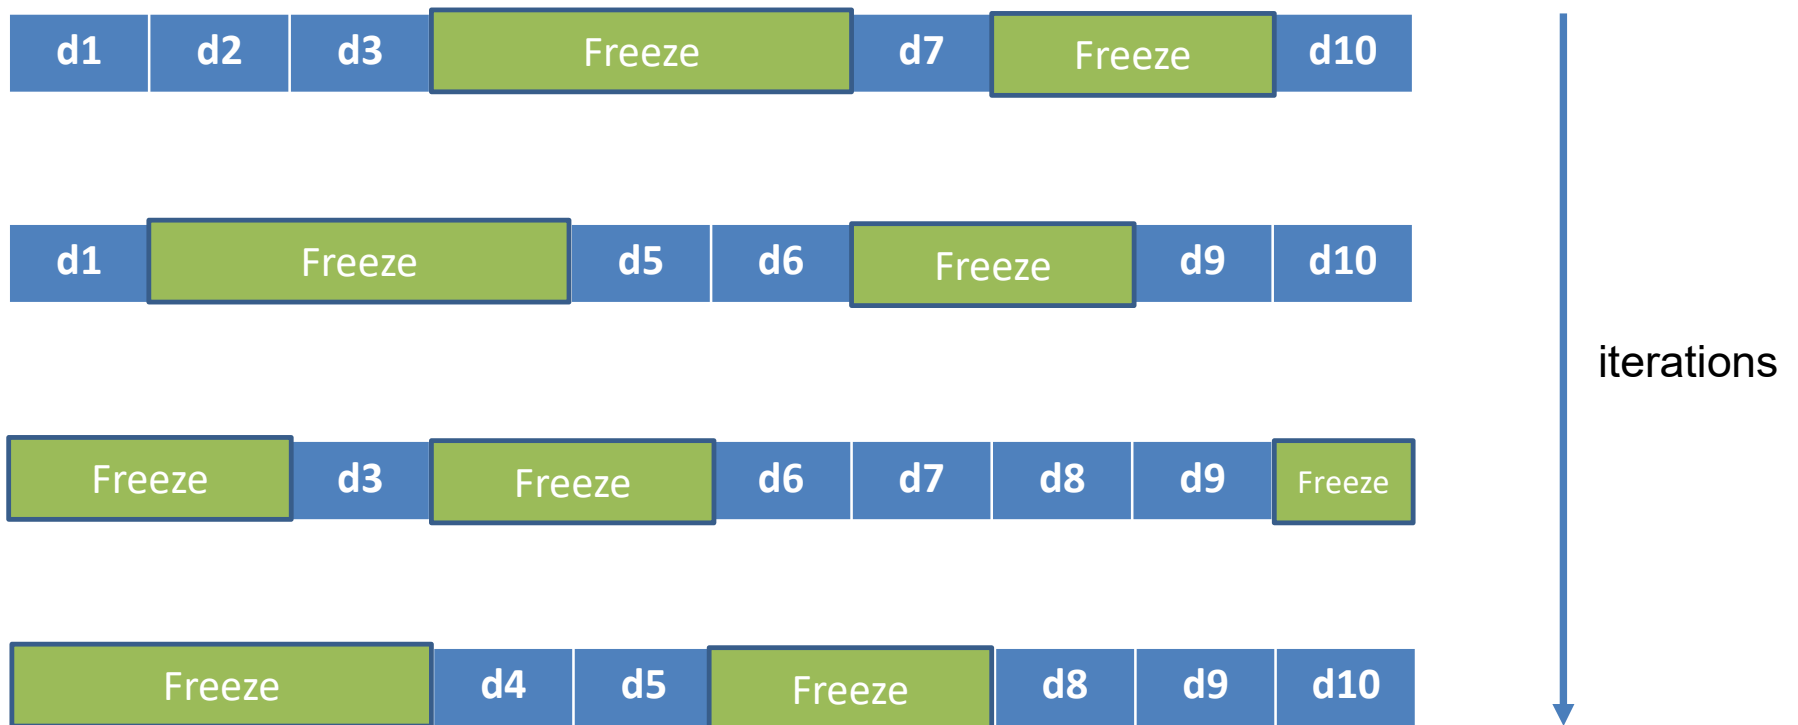 d1 d2 d3 Freeze d7 Freeze d10
d1 Freeze d5 d6 Freeze d9 d10
iterations
Freeze d3 Freeze d6 d7 d8 d9 Freeze
Freeze d4 d5 Freeze d8 d9 d10